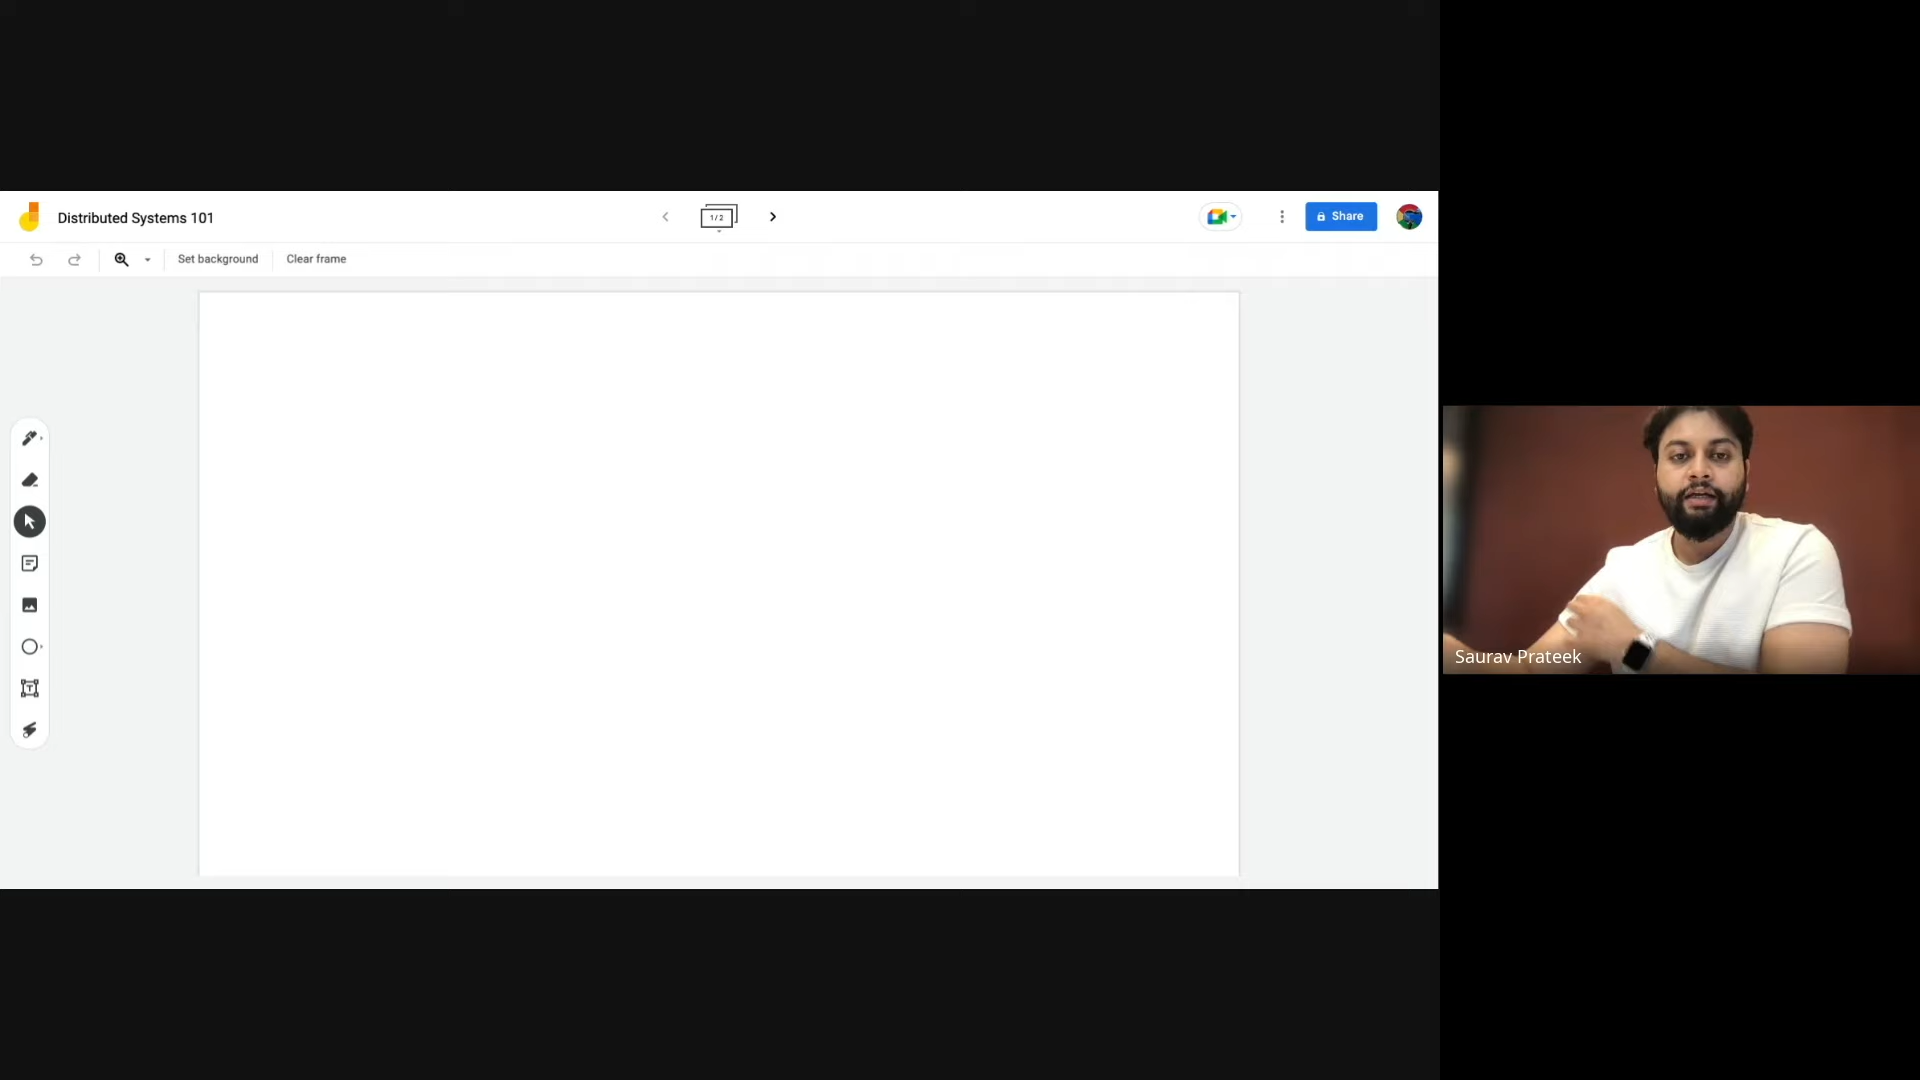 Distributed Systems 101
1/2
Share
Set background
Clear frame
Saurav Prateek